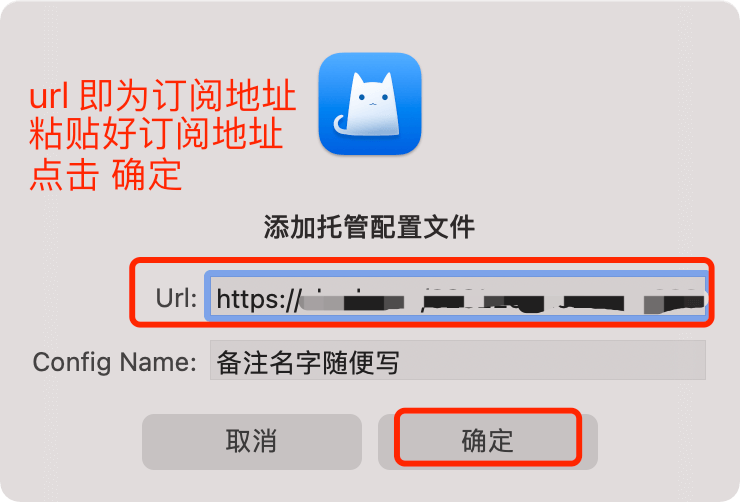 url 即为订阅地址
粘贴好订阅地址
点击 确定
添加托管配置文件
Url: https://
Config Name: 备注名字随便写
取消 确定